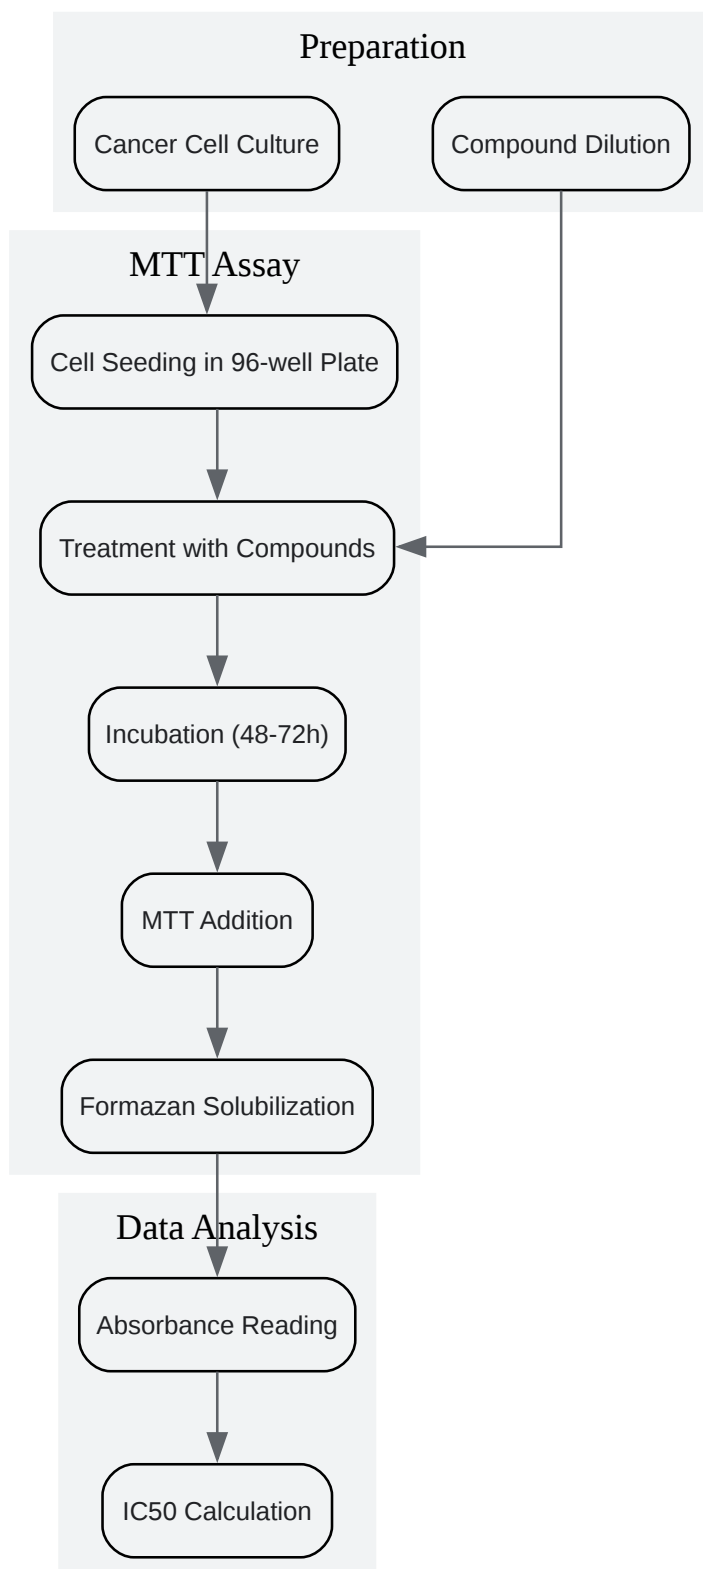 Preparation
Cancer Cell Culture
Compound Dilution
MTT Assay
Cell Seeding in 96-well Plate
Treatment with Compounds
Incubation (48-72h)
MTT Addition
Formazan Solubilization
Data Analysis
Absorbance Reading
IC50 Calculation